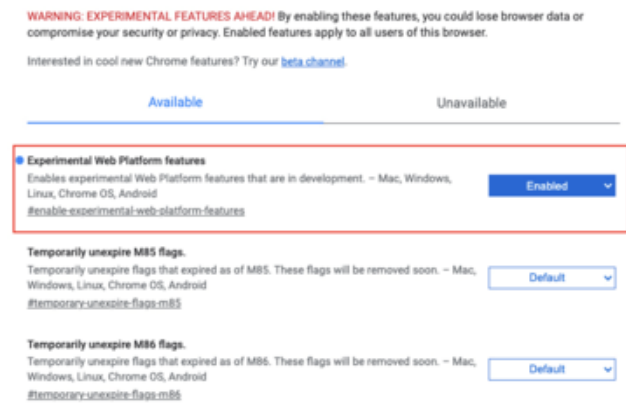 WARNING: EXPERIMENTAL FEATURES AHEAD! By enabling these features, you could lose browser data or
compromise your security or privacy. Enabled features apply to all users of this browser.
Interested in cool new Chrome features? Try our beta channel.
Available
Unavailable
Experimental Web Platform features
Enables experimental Web Platform features that are in development. – Mac, Windows,
Linux, Chrome OS, Android
Enabled
#enable-experimental-web-platform-features
Temporarily unexpire M85 flags.
Temporarily unexpire flags that expired as of M85. These flags will be removed soon. – Mac,
Windows, Linux, Chrome OS, Android
Default
#temporary-unexpire-flags-m85
Temporarily unexpire M86 flags.
Temporarily unexpire flags that expired as of M86. These flags will be removed soon. – Mac,
Windows, Linux, Chrome OS, Android
Default
#temporary-unexpire-flags-m86